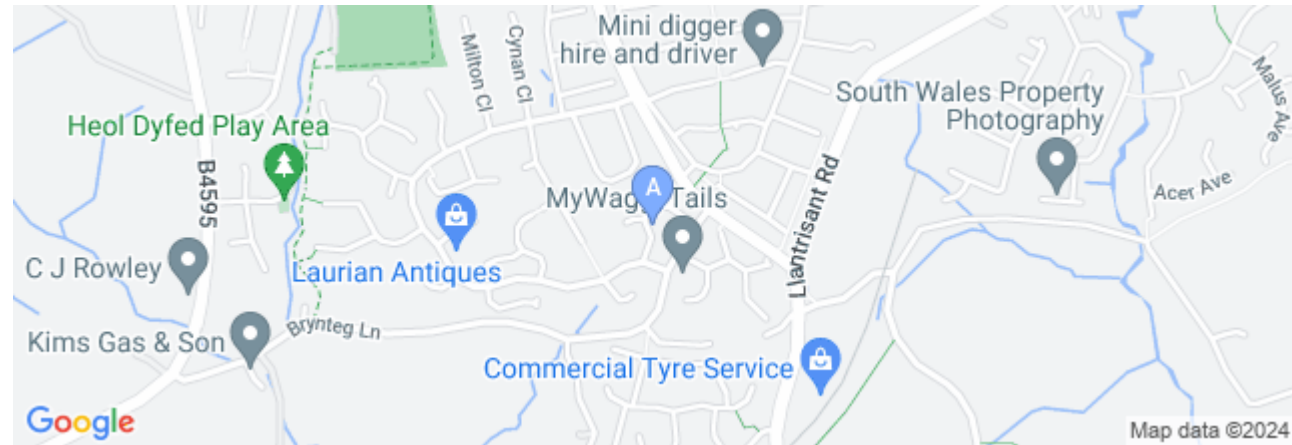 Mini digger
hire and driver
Milton Cl
Cynan Cl
South Wales Property
Photography
Malus Ave
Heol Dyfed Play Area
B4595
A
MyWaggy Tails
Acer Ave
Llantrisant Rd
C J Rowley
Laurian Antiques
Brynteg Ln
Kims Gas & Son
Commercial Tyre Service
Google
Map data ©2024